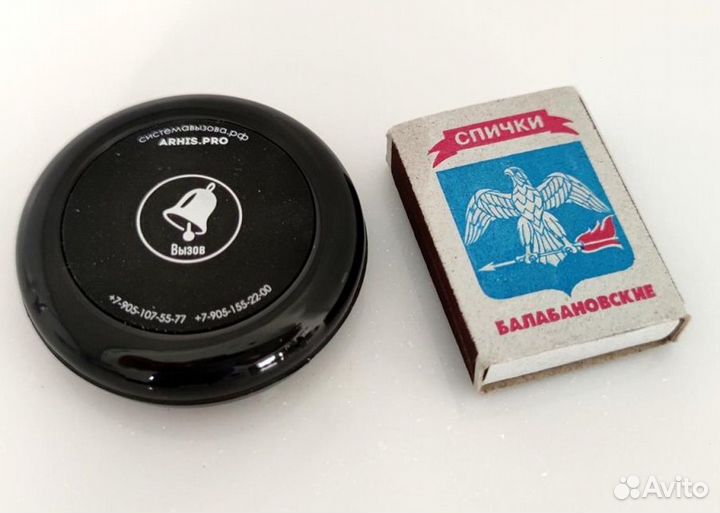 системавызова.рф
ARHIS.PRO
Вызов
+7-905-107-55-77 +7-905-155-22-00
СПИЧКИ
БАЛАБАНОВСКИЕ
Avito